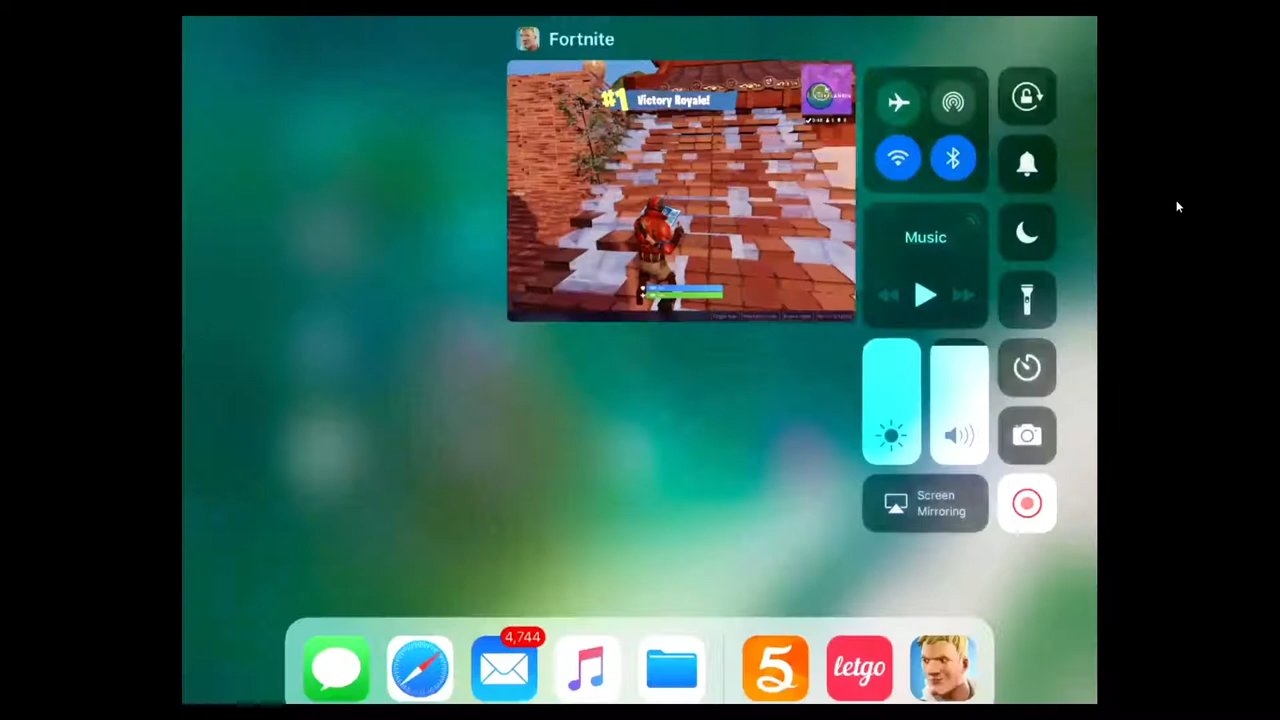 Fortnite
#1 Victory Royale!
Music
Screen
Mirroring
4,744
5
letgo